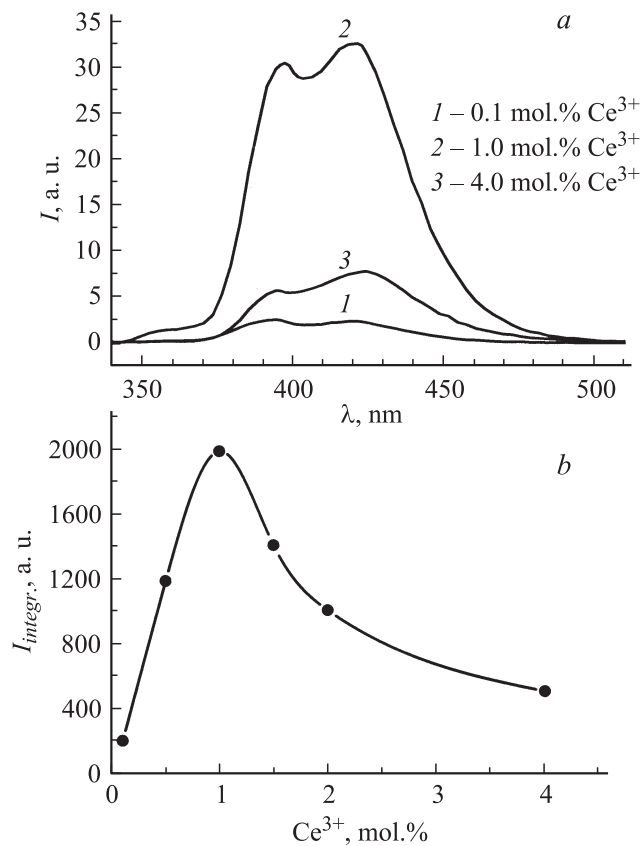 35
30
25
20
15
10
5
0
I, a. u.
a
2
3
1
1 – 0.1 mol.% Ce³⁺
2 – 1.0 mol.% Ce³⁺
3 – 4.0 mol.% Ce³⁺
350 400 450 500
λ, nm
b
2000
1600
1200
800
400
0
I_integr., a. u.
0 1 2 3 4
Ce³⁺, mol.%